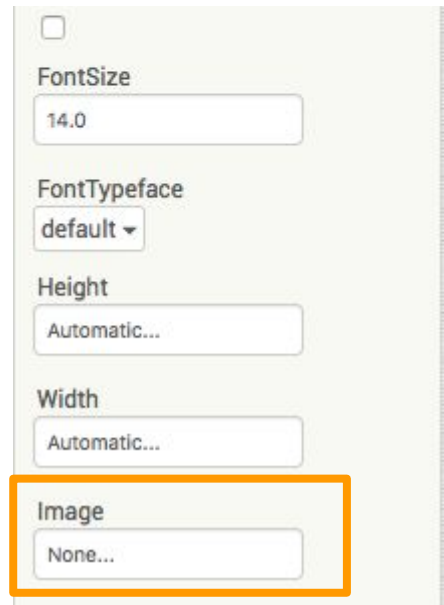 FontSize
14.0
FontTypeface
default
Height
Automatic...
Width
Automatic...
Image
None...